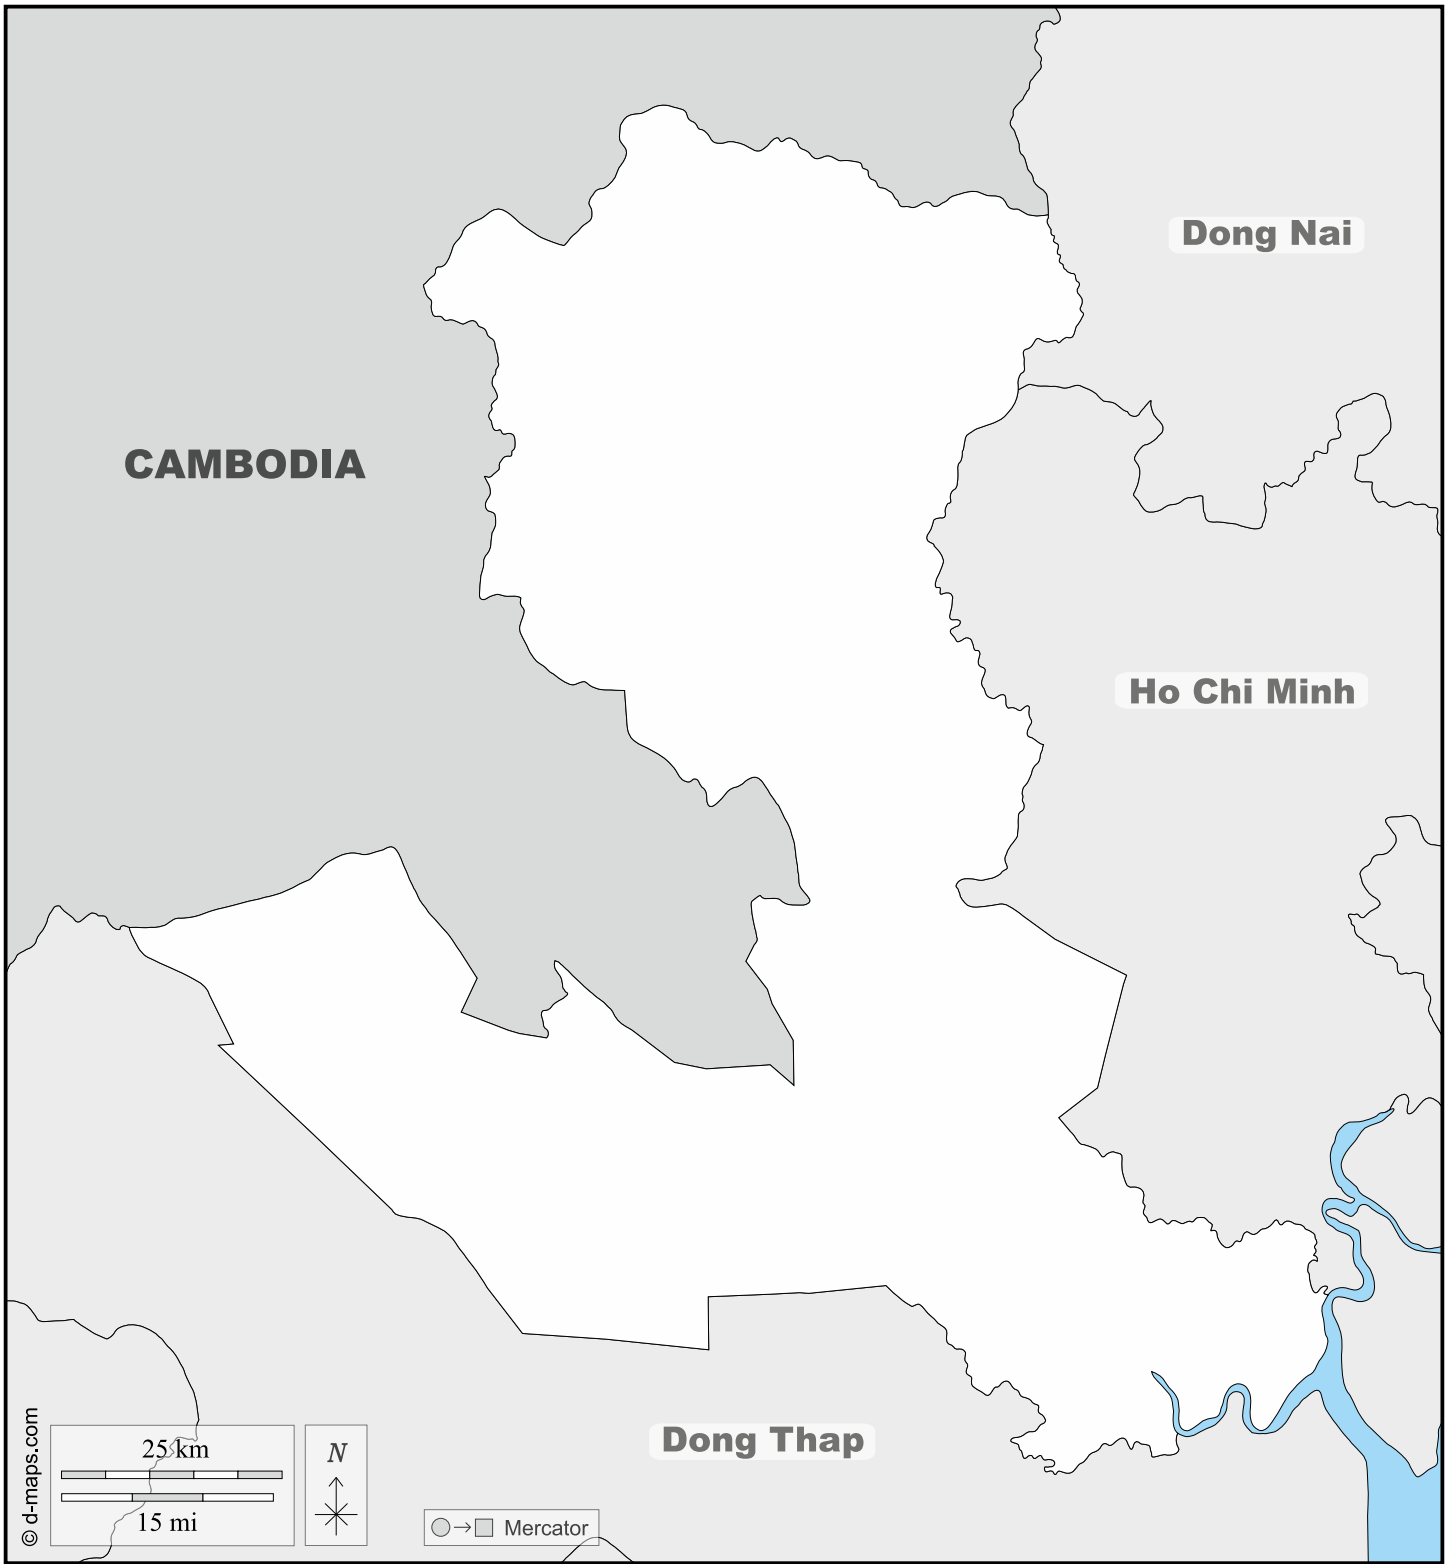 Dong Nai
CAMBODIA
Ho Chi Minh
Dong Thap
© d-maps.com
25 km
15 mi
N
Mercator